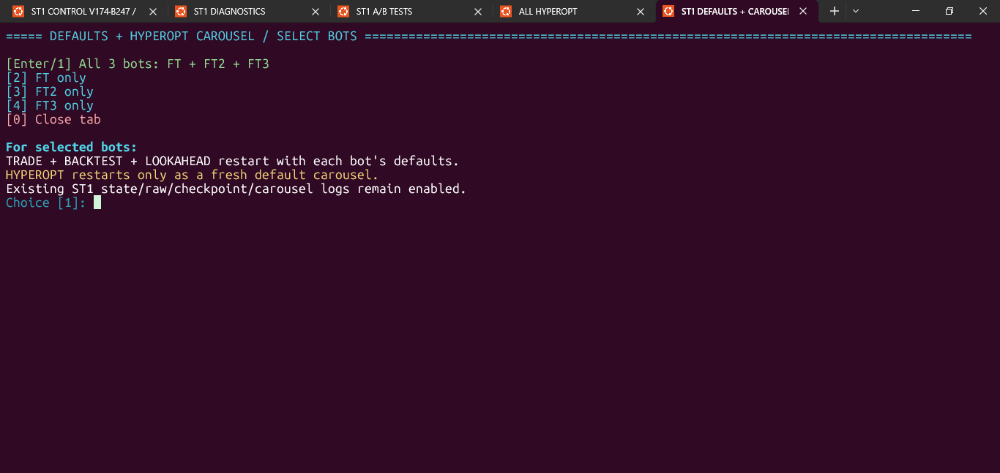 ST1 CONTROL V174-B247 /
ST1 DIAGNOSTICS
ST1 A/B TESTS
ALL HYPEROPT
ST1 DEFAULTS + CAROUSEL
===== DEFAULTS + HYPEROPT CAROUSEL / SELECT BOTS ===================================================================================
[Enter/1] All 3 bots: FT + FT2 + FT3
[2] FT only
[3] FT2 only
[4] FT3 only
[0] Close tab
For selected bots:
TRADE + BACKTEST + LOOKAHEAD restart with each bot's defaults.
HYPEROPT restarts only as a fresh default carousel.
Existing ST1 state/raw/checkpoint/carousel logs remain enabled.
Choice [1]: